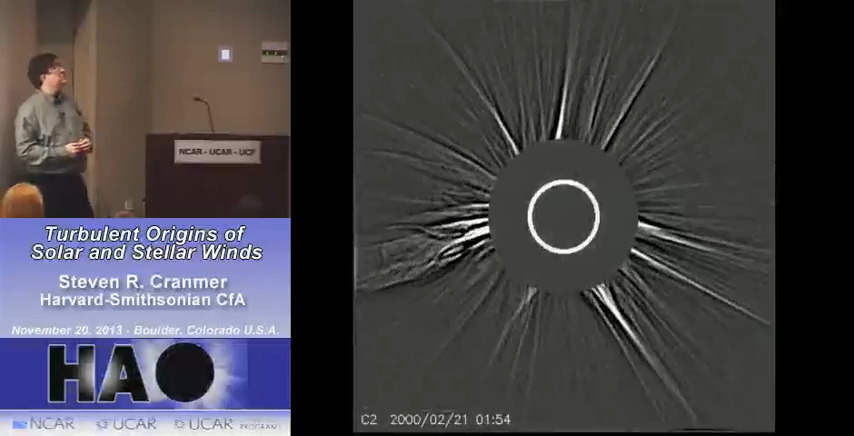 NCAR - UCAR - UCP
Turbulent Origins of
Solar and Stellar Winds
Steven R. Cranmer
Harvard-Smithsonian CfA
November 20, 2013 - Boulder, Colorado U.S.A.
HAO
NCAR UCAR UCAR
C2 2000/02/21 01:54